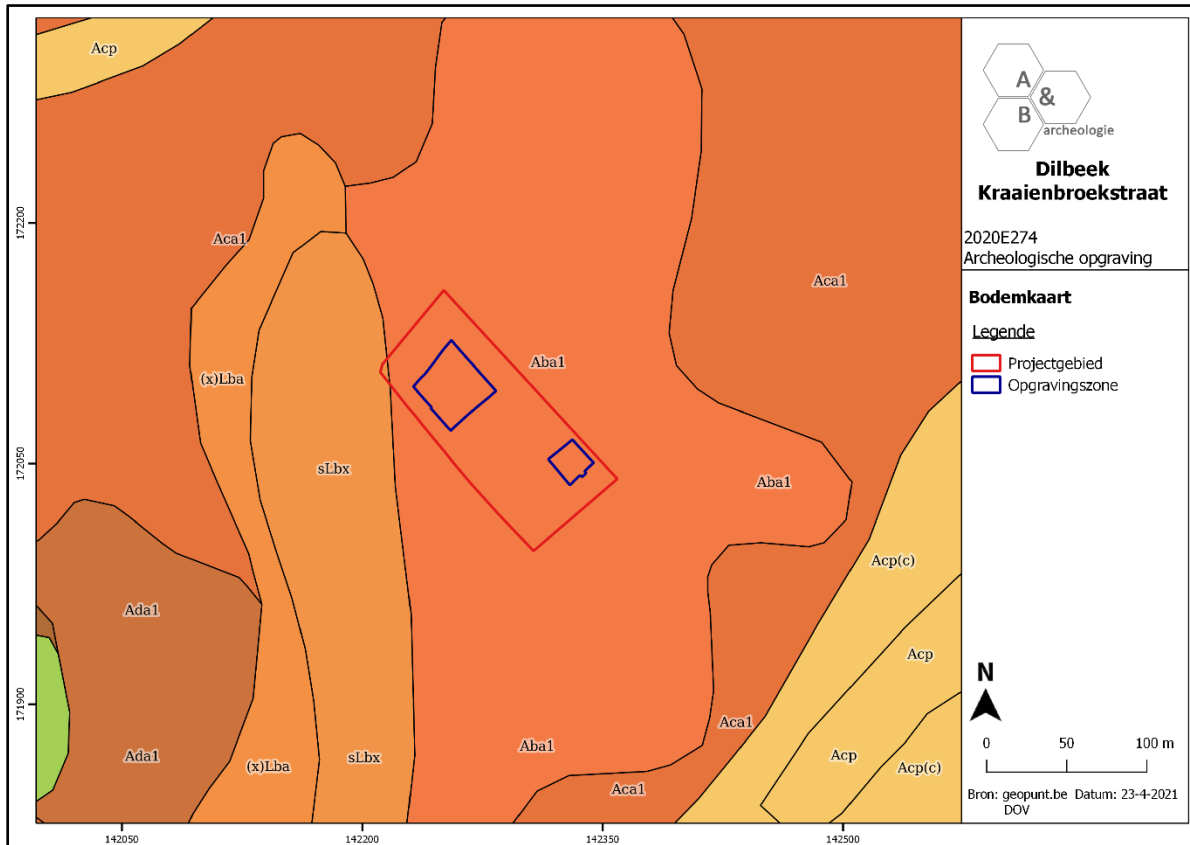 Acp
Aca1
Aca1
(x)Lba
Aba1
sLbx
Aba1
Acp(c)
Ada1
Acp
Aca1
Aba1
Ada1
(x)Lba
sLbx
Acp
Acp(c)
Aca1
172200
172050
171900
142050
142200
142350
142500
A
&
B
archeologie
Dilbeek
Kraaienbroekstraat
2020E274
Archeologische opgraving
Bodemkaart
Legende
Projectgebied
Opgravingszone
N
0 50 100 m
Bron: geopunt.be Datum: 23-4-2021
DOV